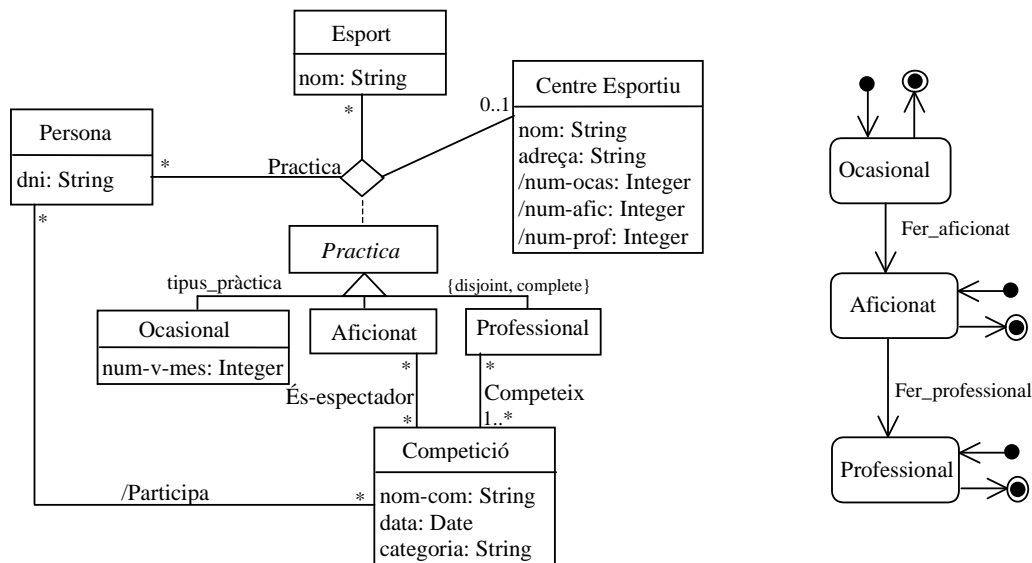 Esport
nom: String
*
Centre Esportiu
nom: String
adreça: String
/num-ocas: Integer
/num-afic: Integer
/num-prof: Integer
0..1
Persona
dni: String
*
*
Practica
Practica
tipus_pràctica
{disjoint, complete}
Ocasional
num-v-mes: Integer
Aficionat
Professional
*
*
És-espectador
Competeix
*
1..*
Competició
nom-com: String
data: Date
categoria: String
/Participa
*
Ocasional
Fer_aficionat
Aficionat
Fer_professional
Professional